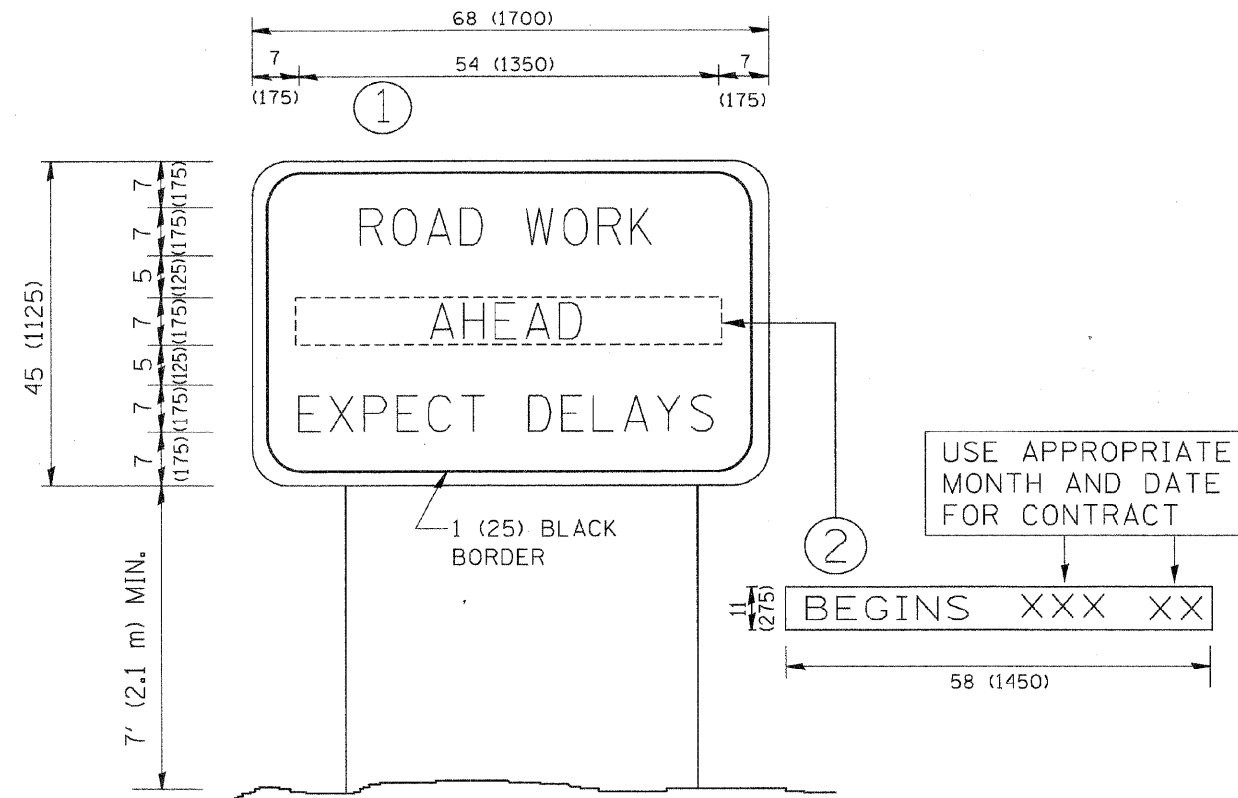 68 (1700)
7 54 (1350) 7
(175) (175)
1
45 (1125)
7 (175)
7 (175)
5 (125)
7 (175)
5 (125)
7 (175)
7 (175)
ROAD WORK
AHEAD
EXPECT DELAYS
1 (25) BLACK
BORDER
7' (2.1 m) MIN.
2
USE APPROPRIATE
MONTH AND DATE
FOR CONTRACT
11
(275)
BEGINS XXX XX
58 (1450)